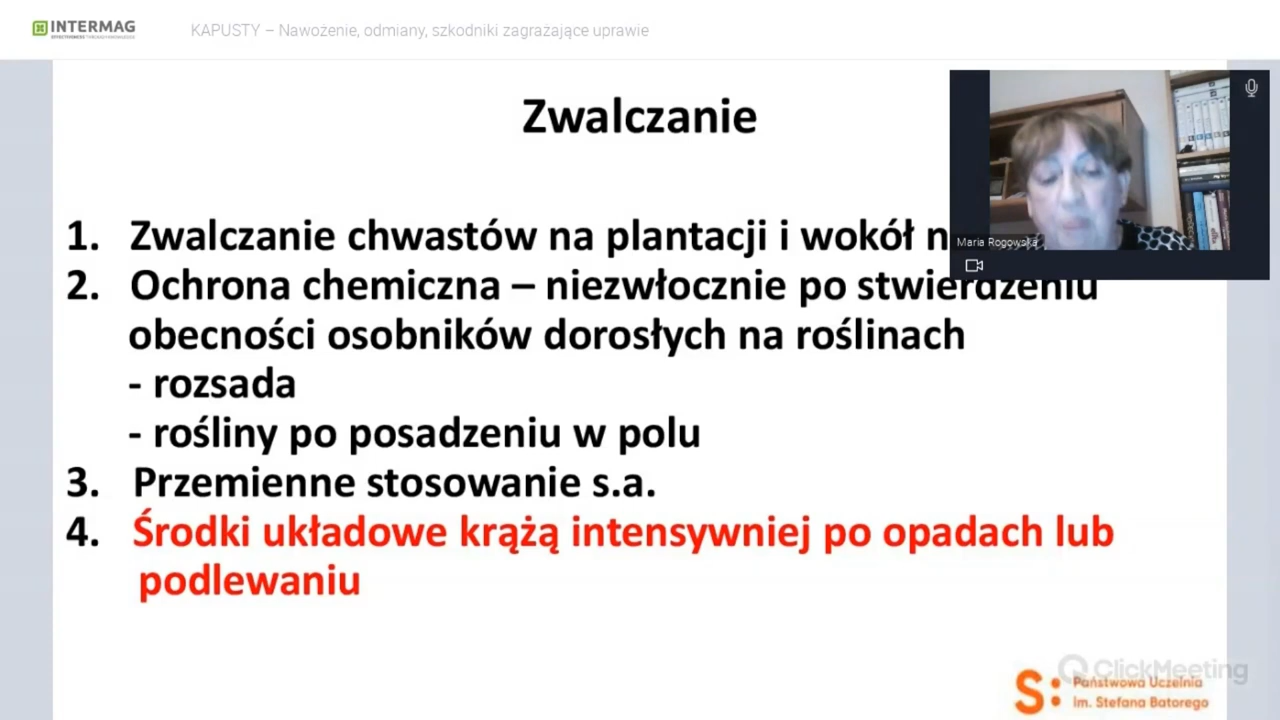 INTERMAG
KAPUSTY – Nawożenie, odmiany, szkodniki zagrażające uprawie
Zwalczanie
1. Zwalczanie chwastów na plantacji i wokół
2. Ochrona chemiczna – niezwłocznie po stwierdzeniu
obecności osobników dorosłych na roślinach
- rozsada
- rośliny po posadzeniu w polu
3. Przemienne stosowanie s.a.
4. Środki układowe krążą intensywniej po opadach lub
podlewaniu
Maria Rogowska
ClickMeeting
S: Państwowa Uczelnia
im. Stefana Batorego